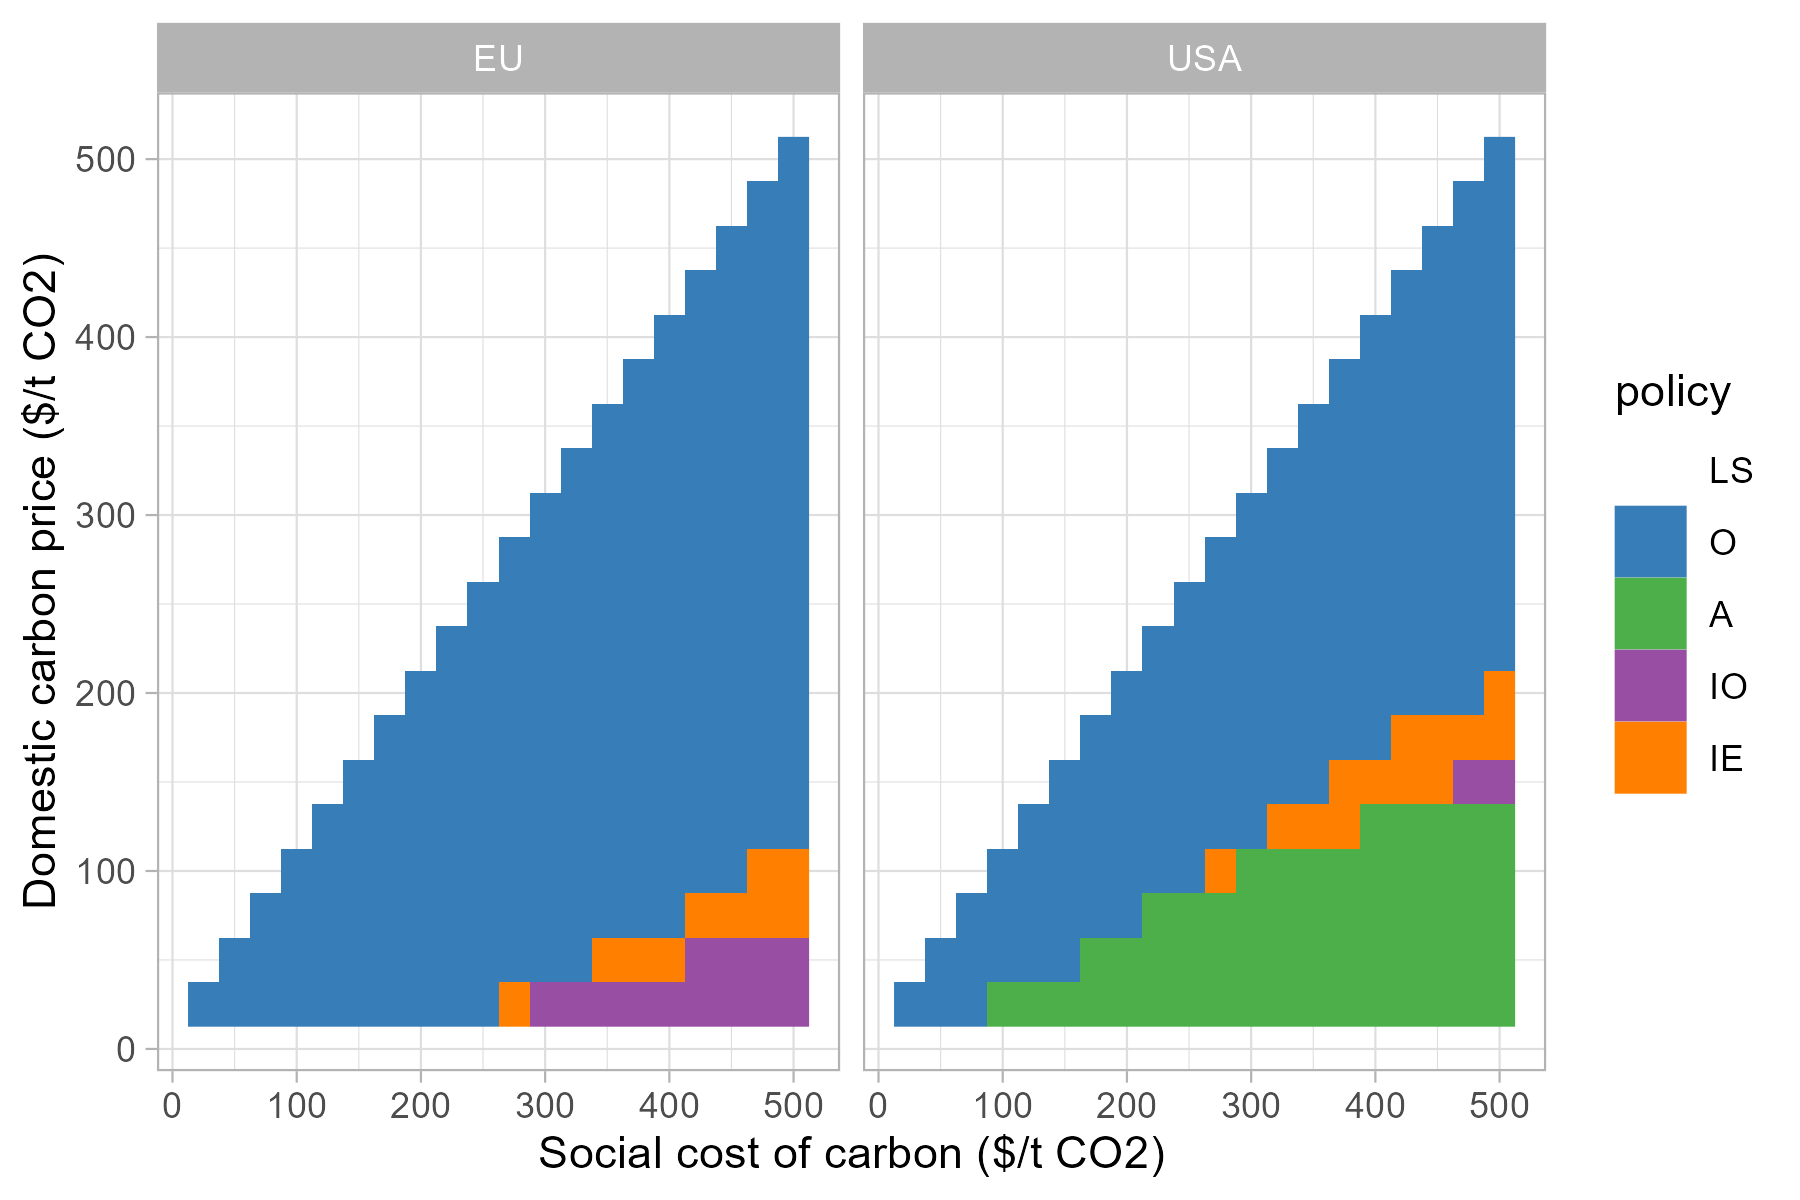 EU
USA
Domestic carbon price ($/t CO2)
500
400
300
200
100
0
0 100 200 300 400 500
0 100 200 300 400 500
Social cost of carbon ($/t CO2)
policy
LS
O
A
IO
IE